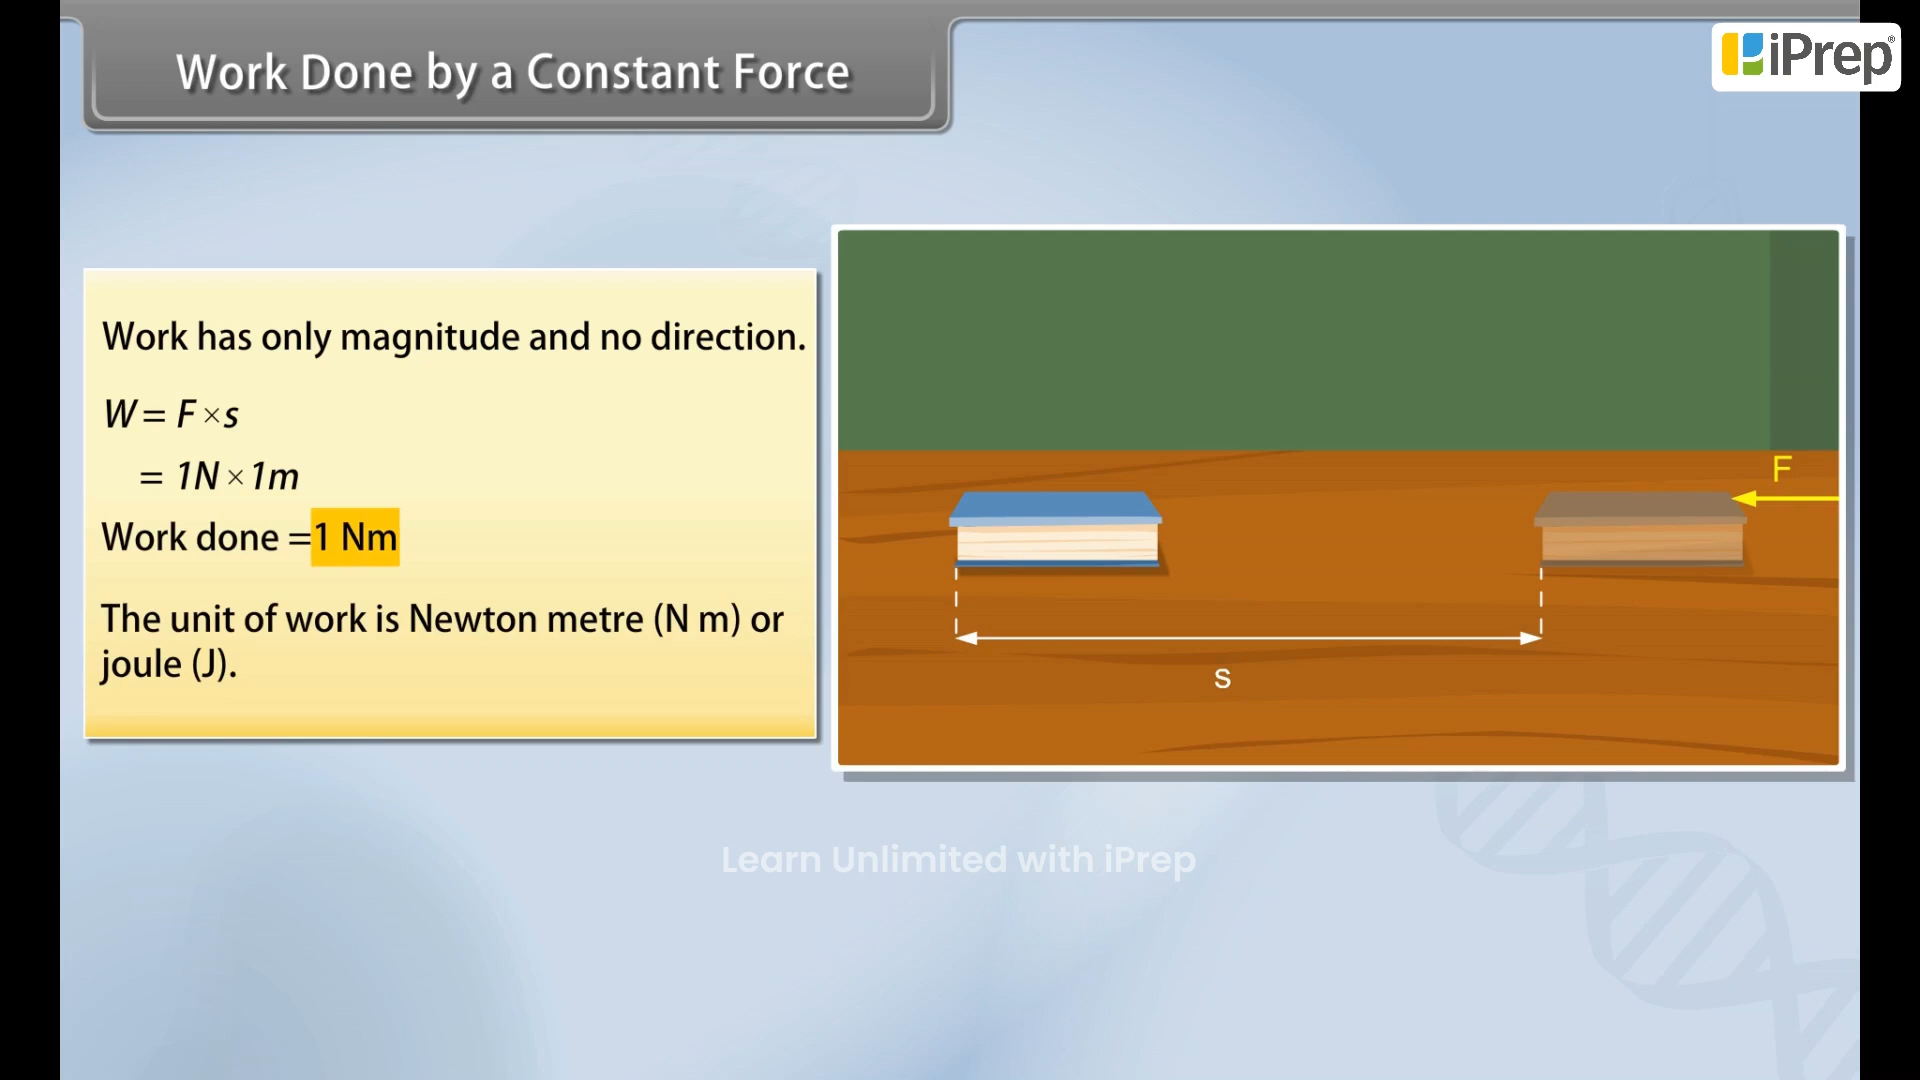 Work Done by a Constant Force
iPrep®
Work has only magnitude and no direction.
W = F × s
= 1N × 1m
Work done = 1 Nm
The unit of work is Newton metre (N m) or
joule (J).
F
s
Learn Unlimited with iPrep